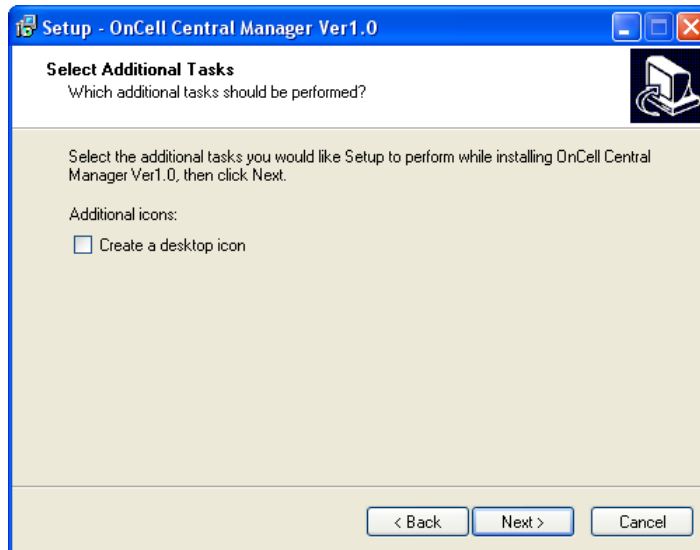 Setup - OnCell Central Manager Ver1.0
Select Additional Tasks
Which additional tasks should be performed?
Select the additional tasks you would like Setup to perform while installing OnCell Central
Manager Ver1.0, then click Next.
Additional icons:
Create a desktop icon
< Back Next > Cancel